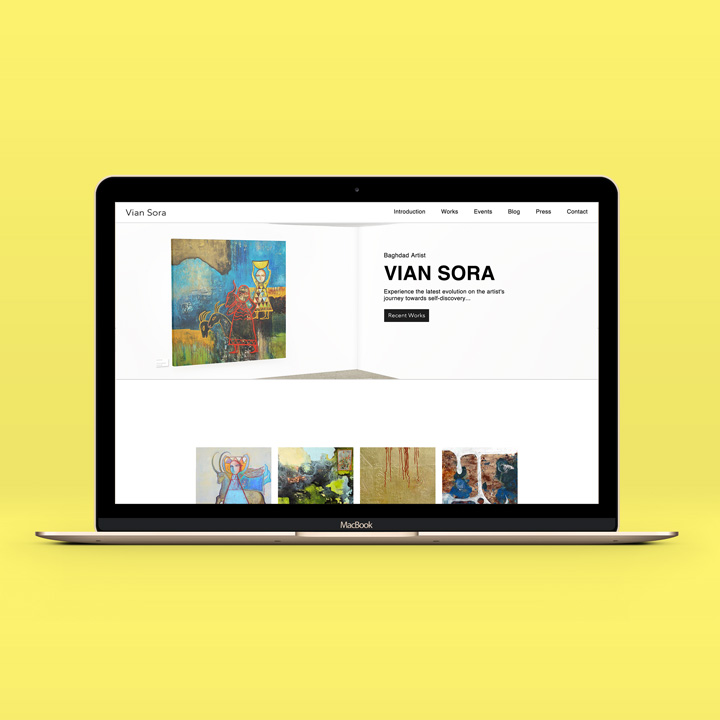 Vian Sora
Introduction Works Events Blog Press Contact
Baghdad Artist
VIAN SORA
Experience the latest evolution on the artist's
journey towards self-discovery...
Recent Works
MacBook